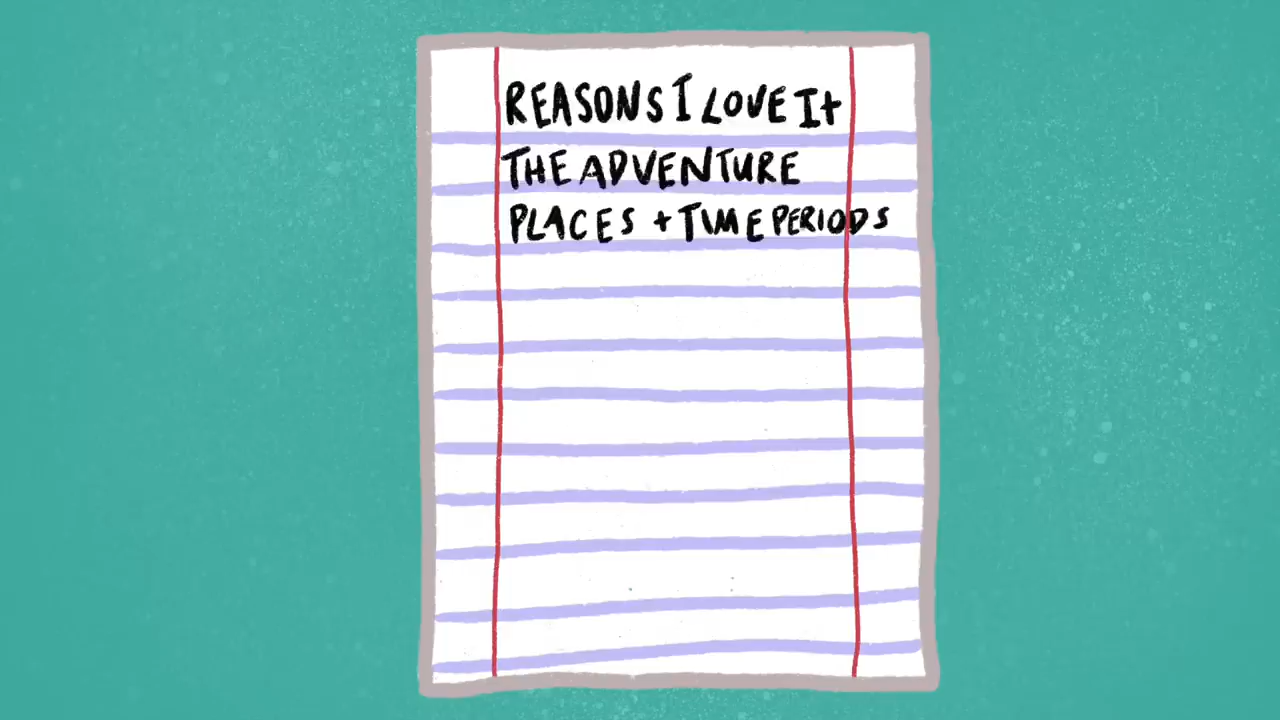 REASONS I LOVE It
THE ADVENTURE
PLACES + TIME PERIODS